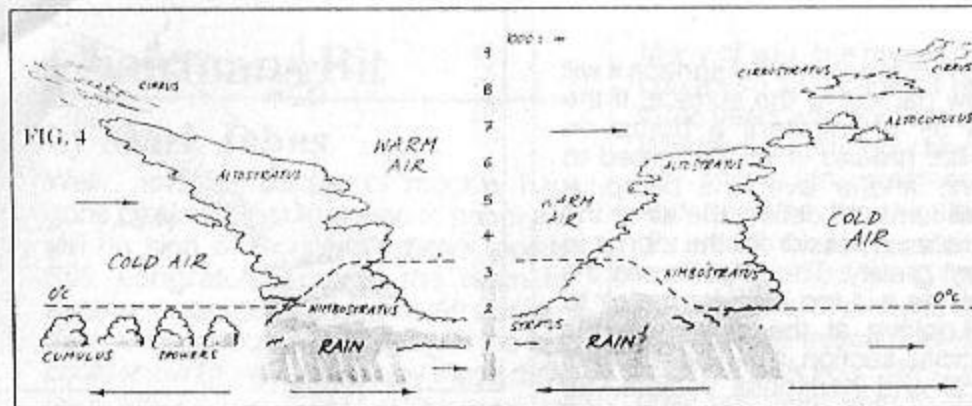 CIRRUS
FIG. 4
ALTOSTRATUS
WARM
AIR
COLD AIR
0°C
NIMBOSTRATUS
CUMULUS SHOWERS
RAIN
9 1000s m
8
7
6
5
4
3
2
1
CIRRUS
CIRROSTRATUS
ALTOCUMULUS
ALTOSTRATUS
WARM
AIR
COLD
AIR
NIMBOSTRATUS
0°C
STRATUS
RAIN